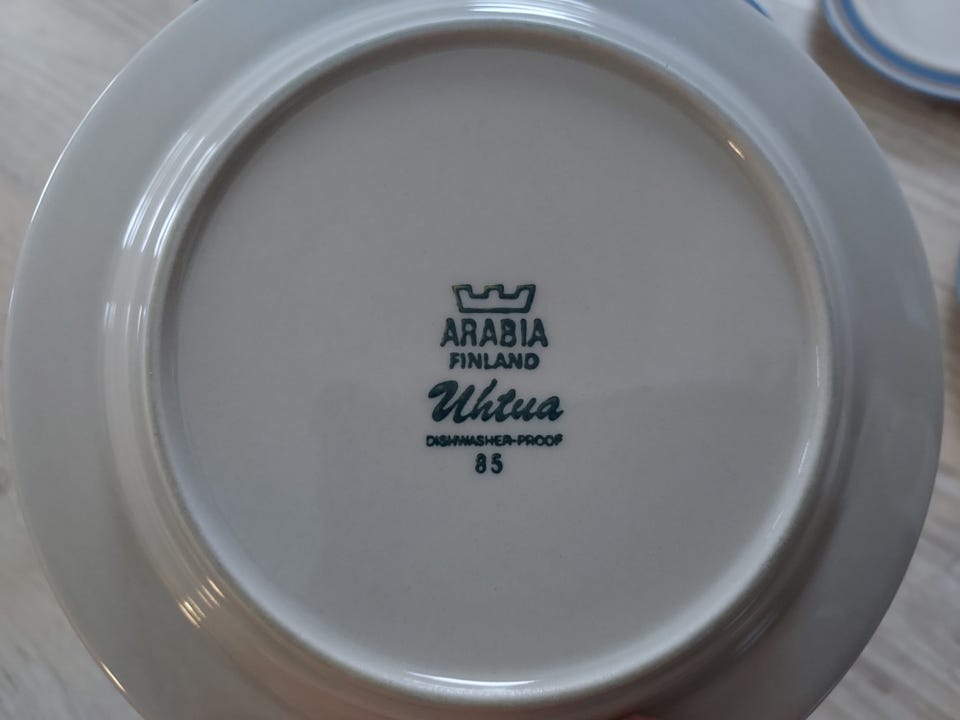 ARABIA
FINLAND
Uhtua
DISHWASHER-PROOF
85